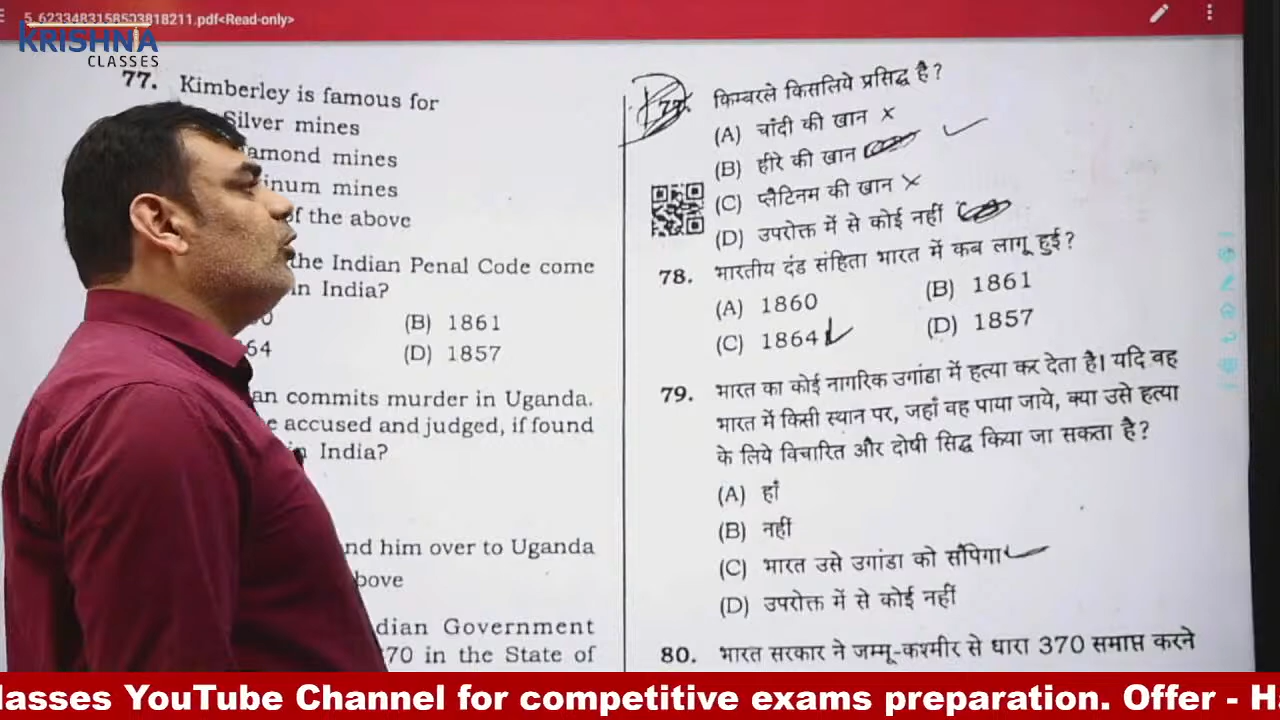 5_6233483158503818211.pdf<Read-only>
KRISHNA
CLASSES
77. Kimberley is famous for
Silver mines
amond mines
inum mines
f the above
the Indian Penal Code come
in India?
0
(B) 1861
64
(D) 1857
an commits murder in Uganda.
e accused and judged, if found
India?
nd him over to Uganda
bove
dian Government
370 in the State of
किम्बरले किसलिये प्रसिद्ध है?
(A) चाँदी की खान
(B) हीरे की खान
(C) प्लैटिनम की खान
(D) उपरोक्त में से कोई नहीं
78. भारतीय दंड संहिता भारत में कब लागू हुई?
(A) 1860
(B) 1861
(C) 1864
(D) 1857
79. भारत का कोई नागरिक उगांडा में हत्या कर देता है। यदि वह
भारत में किसी स्थान पर, जहाँ वह पाया जाये, क्या उसे हत्या
के लिये विचारित और दोषी सिद्ध किया जा सकता है?
(A) हाँ
(B) नहीं
(C) भारत उसे उगांडा को सौंपेगा
(D) उपरोक्त में से कोई नहीं
80. भारत सरकार ने जम्मू-कश्मीर से धारा 370 समाप्त करने
lasses YouTube Channel for competitive exams preparation. Offer - Ha